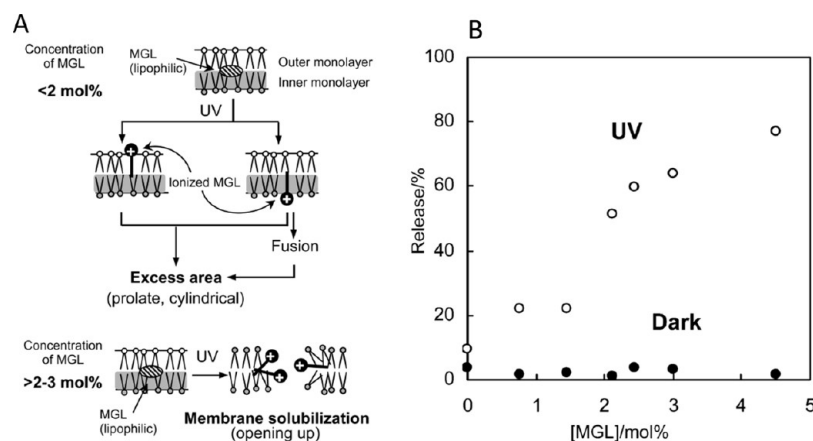 A
Concentration
of MGL
<2 mol%
MGL
(lipophilic)
Outer monolayer
Inner monolayer
UV
Ionized MGL
Fusion
Excess area
(prolate, cylindrical)
Concentration
of MGL
>2-3 mol%
UV
MGL
(lipophilic)
Membrane solubilization
(opening up)
B
100
80
60
40
20
0
Release/%
UV
Dark
0 1 2 3 4 5
[MGL]/mol%